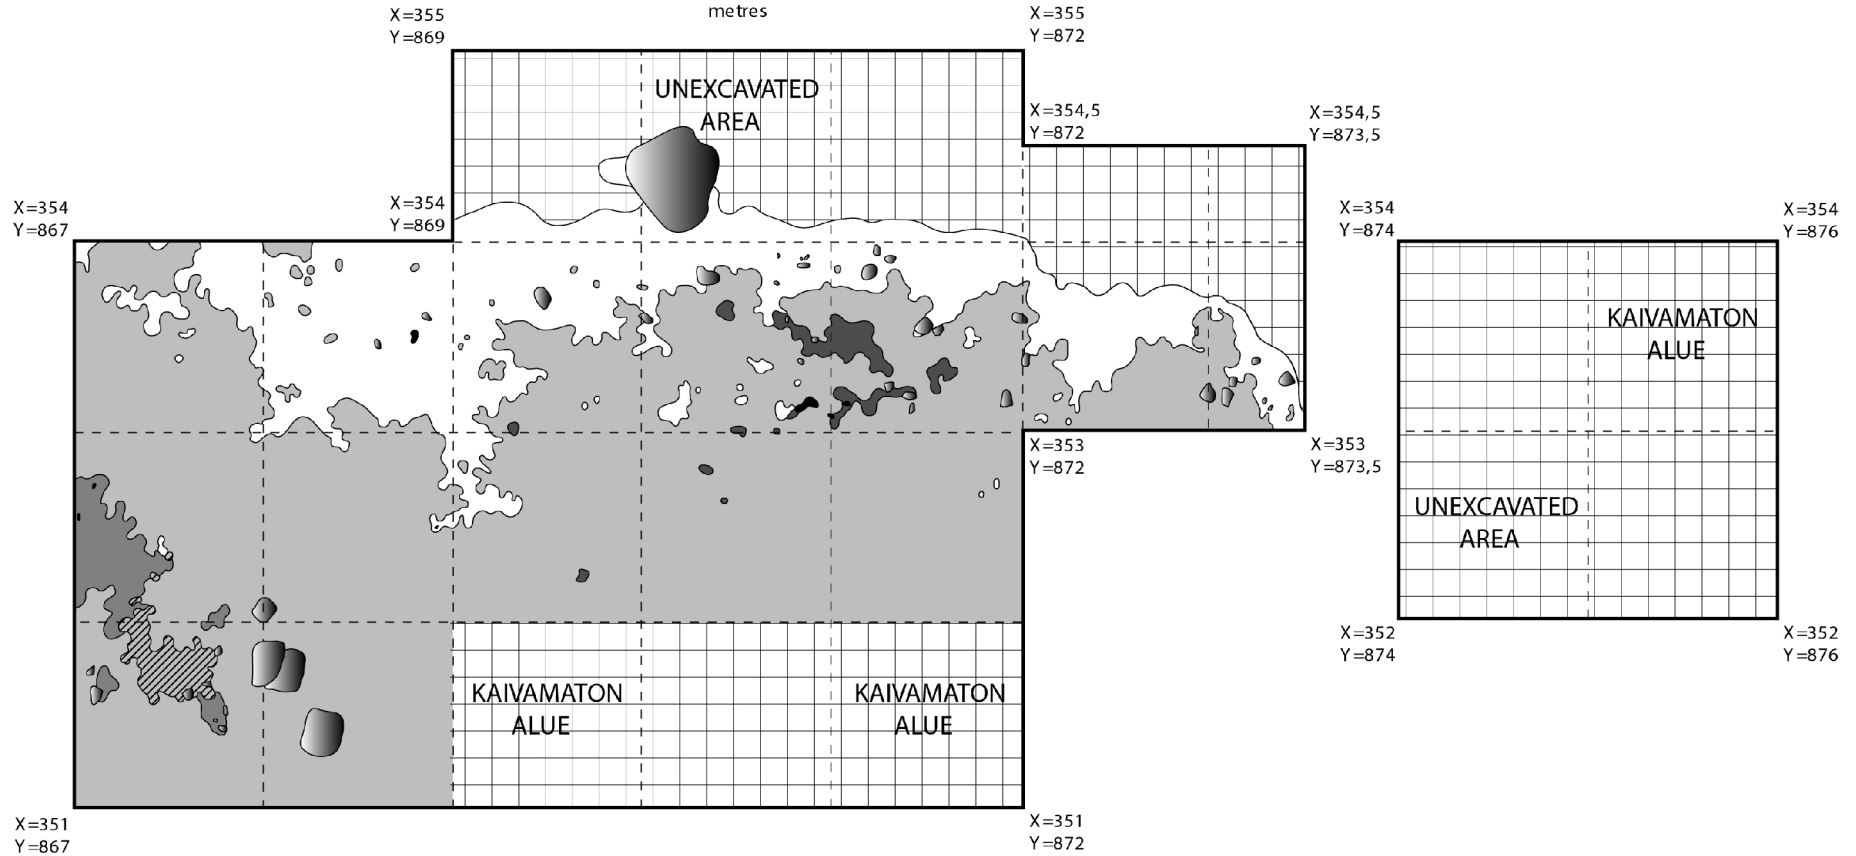 metres
X=355
Y=869
X=355
Y=872
UNEXCAVATED
AREA
X=354,5
Y=872
X=354,5
Y=873,5
X=354
Y=867
X=354
Y=869
X=354
Y=874
X=354
Y=876
KAIVAMATON
ALUE
X=353
Y=872
X=353
Y=873,5
UNEXCAVATED
AREA
X=352
Y=874
X=352
Y=876
KAIVAMATON
ALUE
KAIVAMATON
ALUE
X=351
Y=867
X=351
Y=872